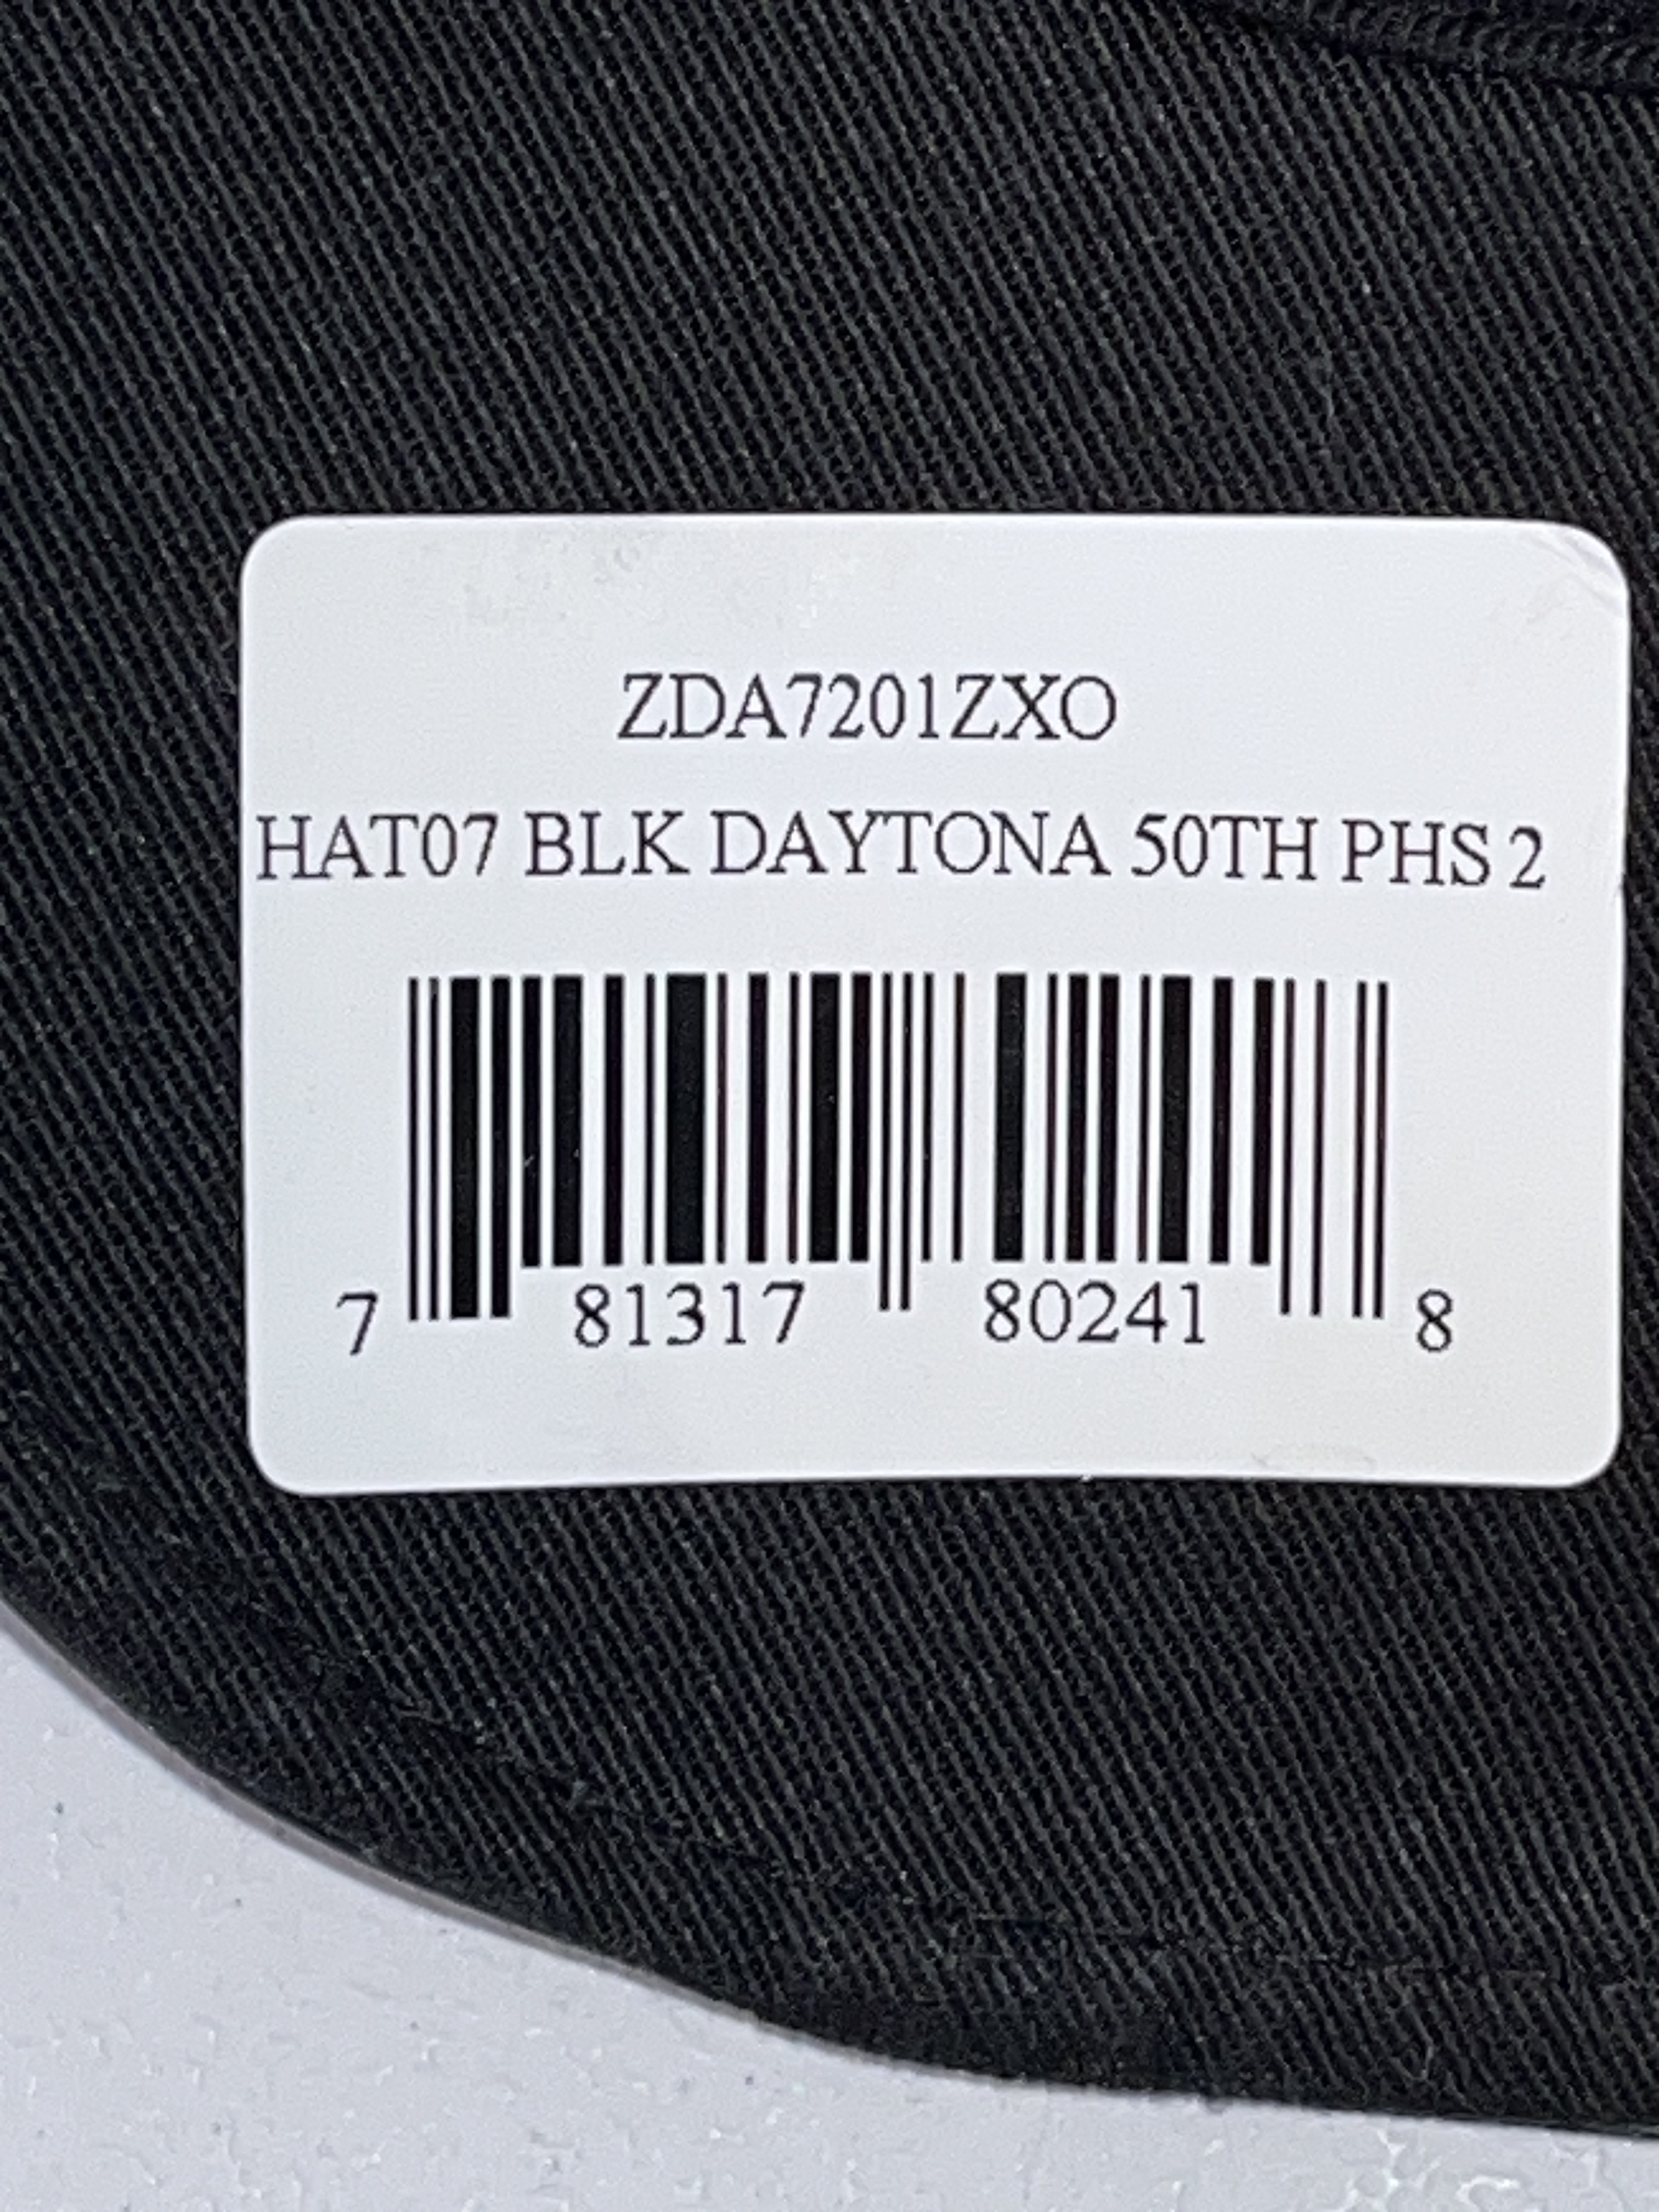 ZDA7201ZXO
HAT07 BLK DAYTONA 50TH PHS 2
7 81317 80241 8